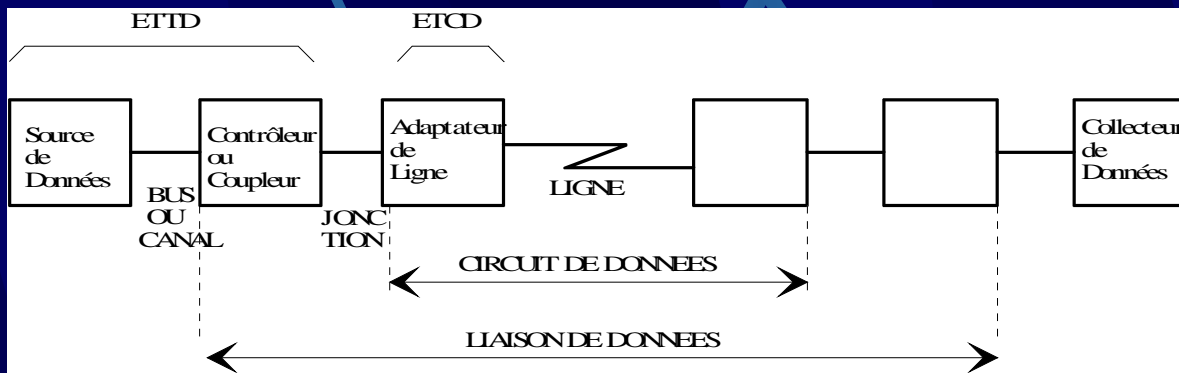 ETTD
ETCD
Source
de
Données
Contrôleur
ou
Coupleur
Adaptateur
de
Ligne
Collecteur
de
Données
BUS
OU
CANAL
JONC
TION
LIGNE
CIRCUIT DE DONNEES
LIAISON DE DONNEES